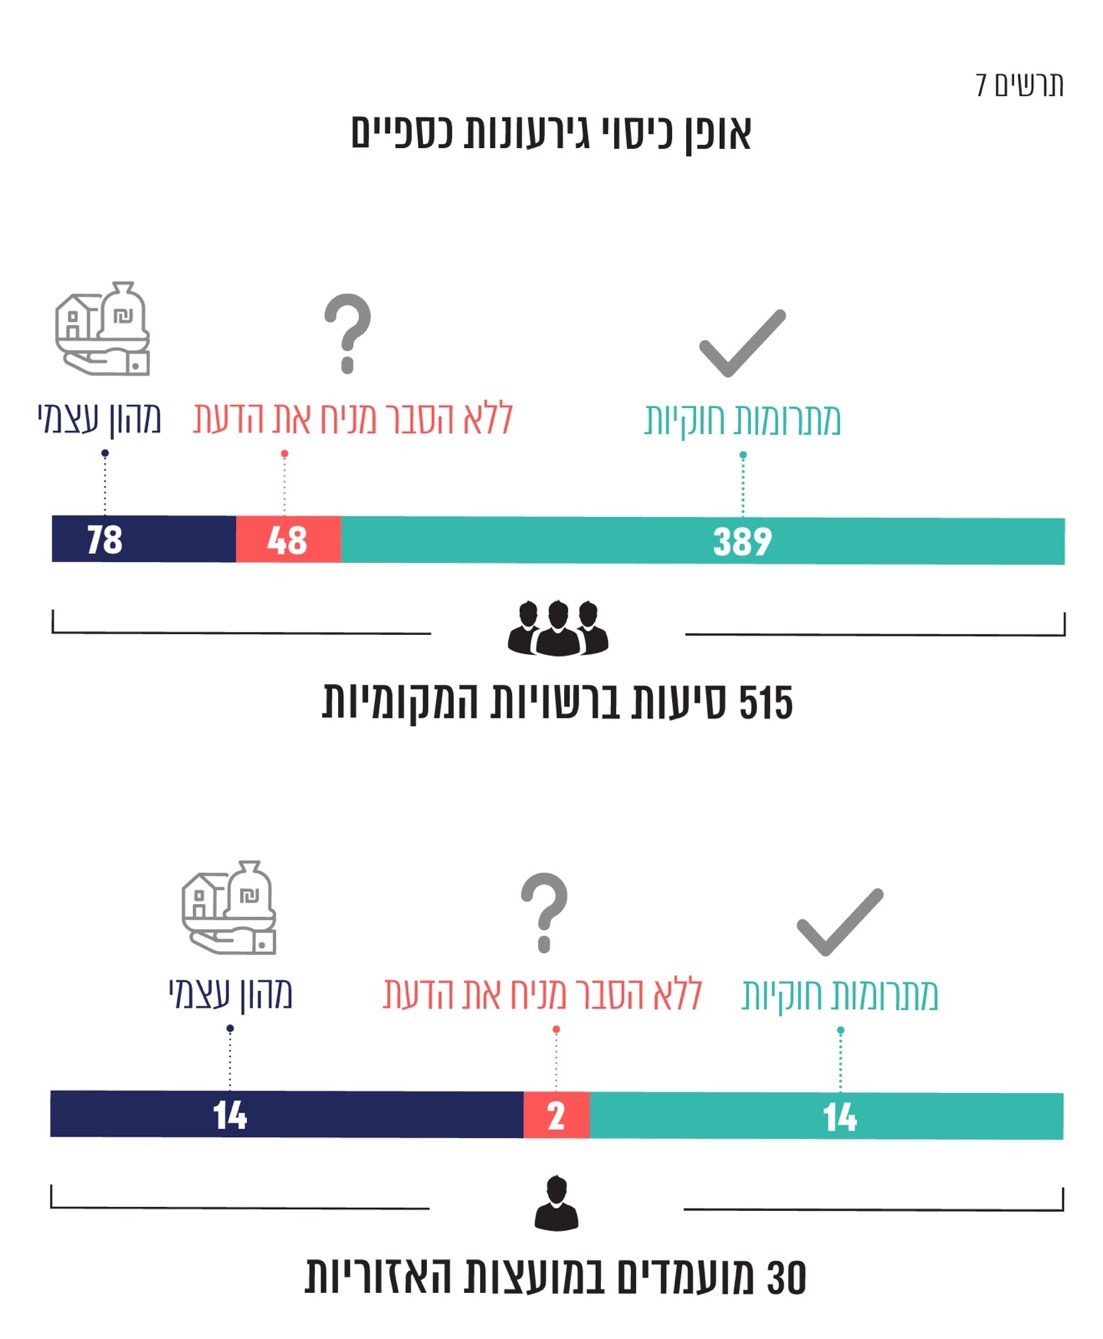 תרשים 7
אופן כיסוי גירעונות כספיים
₪
מתרומות חוקיות ללא הסבר מניח את הדעת מהון עצמי
389 48 78
515 סיעות ברשויות המקומיות
₪
מתרומות חוקיות ללא הסבר מניח את הדעת מהון עצמי
14 2 14
30 מועמדים במועצות האזוריות